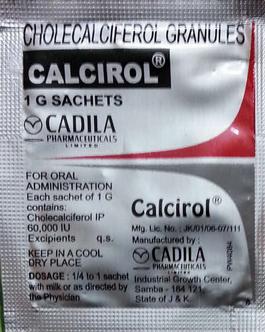 CHOLECALCIFEROL GRANULES
CALCIROL®
1 G SACHETS
CADILA
PHARMACEUTICALS
LIMITED
FOR ORAL
ADMINISTRATION
Each sachet of 1 G
contains:
Cholecalciferol IP
60,000 IU
Excipients q.s.
KEEP IN A COOL
DRY PLACE
DOSAGE : 1/4 to 1 sachet
with milk or as directed by
the Physician
Calcirol®
Mfg. Lic. No. : JK/01/06-07/111
Manufactured by :
CADILA
PHARMACEUTICALS
LIMITED
Industrial Growth Center,
Samba - 184 121,
State of J & K.